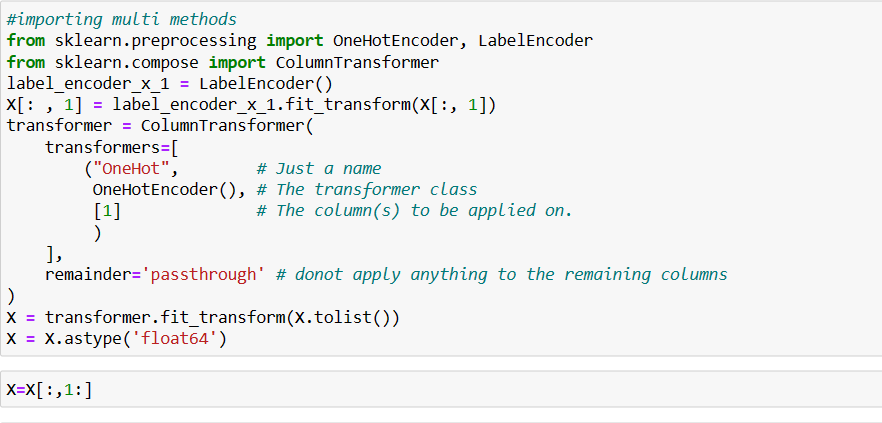 #importing multi methods
from sklearn.preprocessing import OneHotEncoder, LabelEncoder
from sklearn.compose import ColumnTransformer
label_encoder_x_1 = LabelEncoder()
X[: , 1] = label_encoder_x_1.fit_transform(X[:, 1])
transformer = ColumnTransformer(
    transformers=[
        ("OneHot",        # Just a name
         OneHotEncoder(), # The transformer class
         [1]              # The column(s) to be applied on.
         )
    ],
    remainder='passthrough' # donot apply anything to the remaining columns
)
X = transformer.fit_transform(X.tolist())
X = X.astype('float64')
X=X[:,1:]